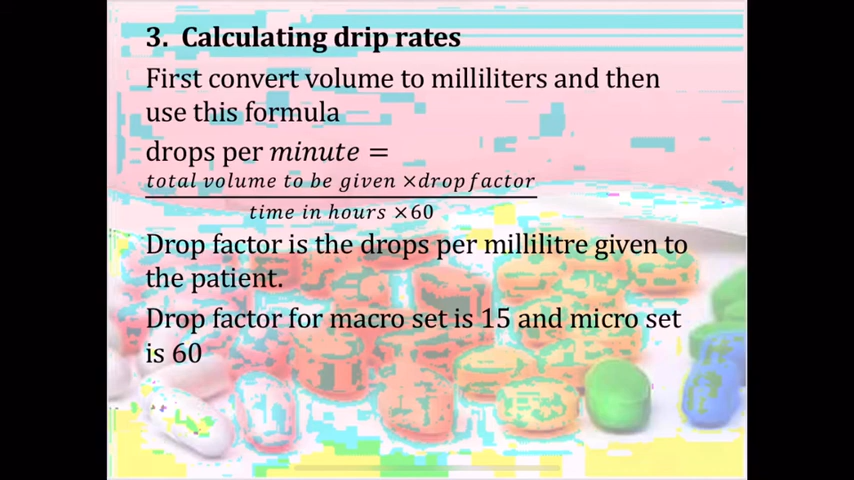 3. Calculating drip rates
First convert volume to milliliters and then
use this formula
drops per minute =
total volume to be given ×drop factor
time in hours ×60
Drop factor is the drops per millilitre given to
the patient.
Drop factor for macro set is 15 and micro set
is 60